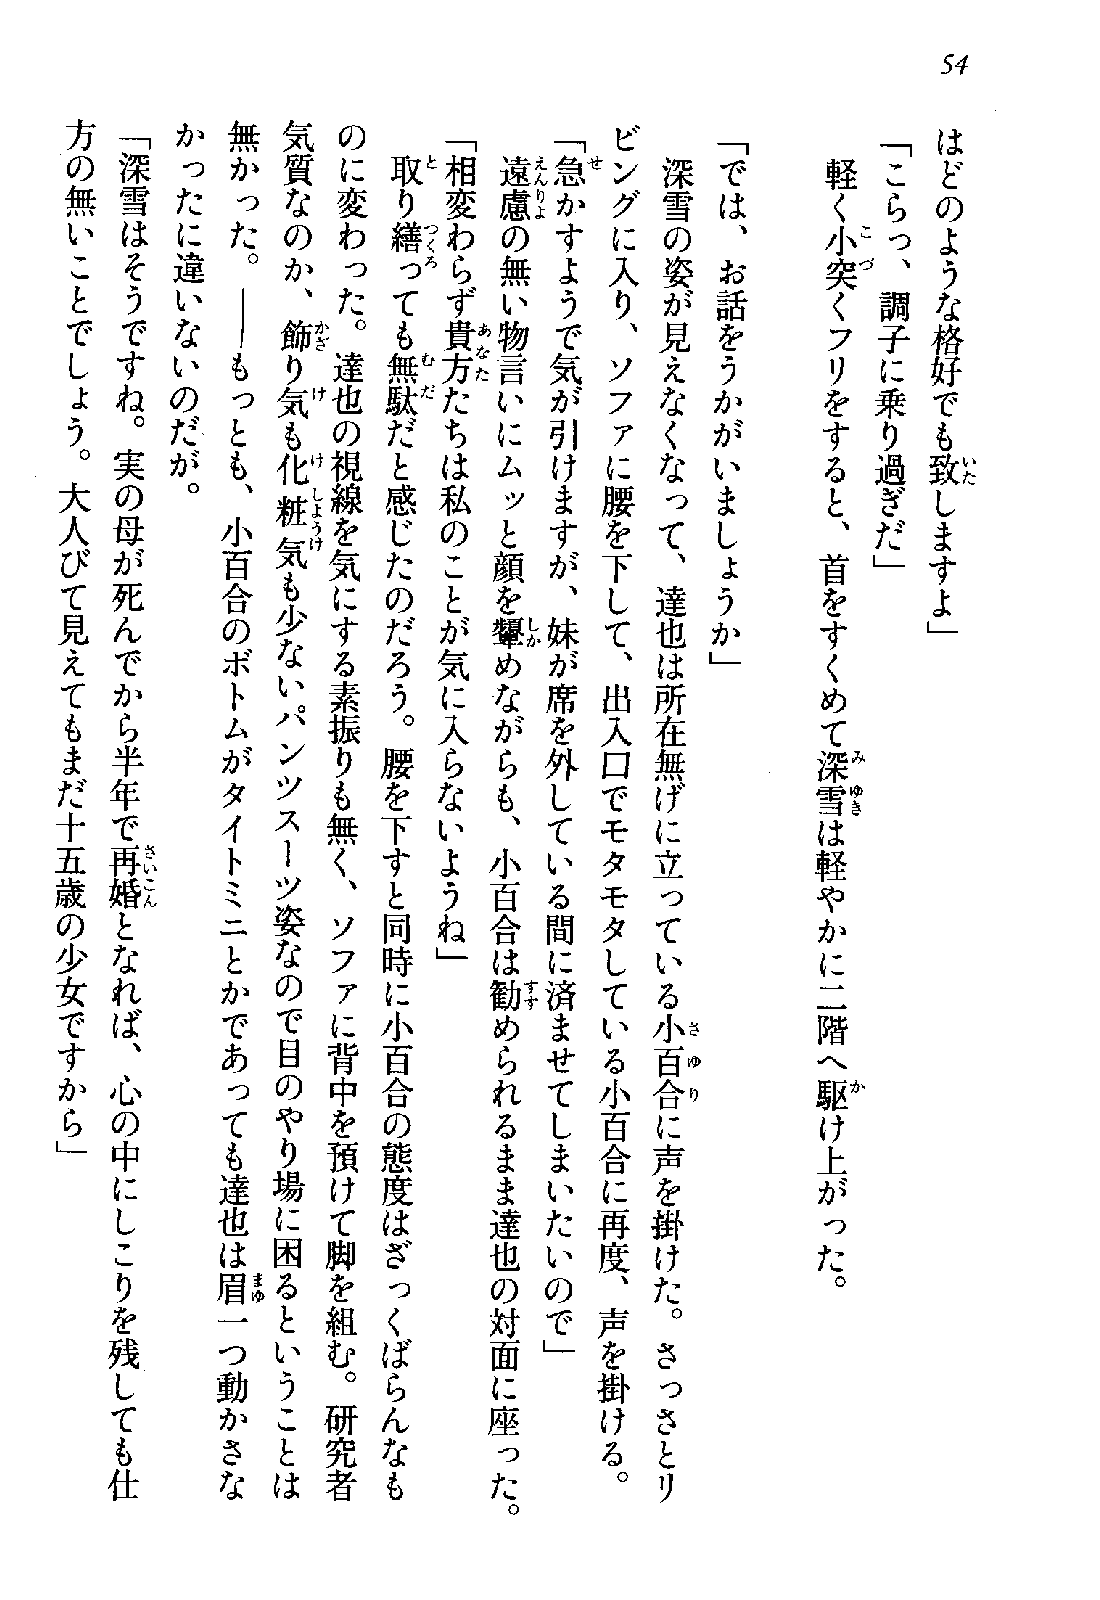 54
はどのような格好でも致しますよ」
「こらっ、調子に乗り過ぎだ」
軽く小突くフリをすると、首をすくめて深雪は軽やかに二階へ駆け上がった。
「では、お話をうかがいましょうか」
深雪の姿が見えなくなって、達也は所在無げに立っている小百合に声を掛けた。さっさとリ
ビングに入り、ソファに腰を下して、出入口でモタモタしている小百合に再度、声を掛ける。
「急かすようで気が引けますが、妹が席を外している間に済ませてしまいたいので」
遠慮の無い物言いにムッと顔を顰めながらも、小百合は勧められるまま達也の対面に座った。
「相変わらず貴方たちは私のことが気に入らないようね」
取り繕っても無駄だと感じたのだろう。腰を下すと同時に小百合の態度はざっくばらんなも
のに変わった。達也の視線を気にする素振りも無く、ソファに背中を預けて脚を組む。研究者
気質なのか、飾り気も化粧気も少ないパンツスーツ姿なので目のやり場に困るということは
無かった。――もっとも、小百合のボトムがタイトミニとかであっても達也は眉一つ動かさな
かったに違いないのだが。
「深雪はそうですね。実の母が死んでから半年で再婚となれば、心の中にしこりを残しても仕
方の無いことでしょう。大人びて見えてもまだ十五歳の少女ですから」